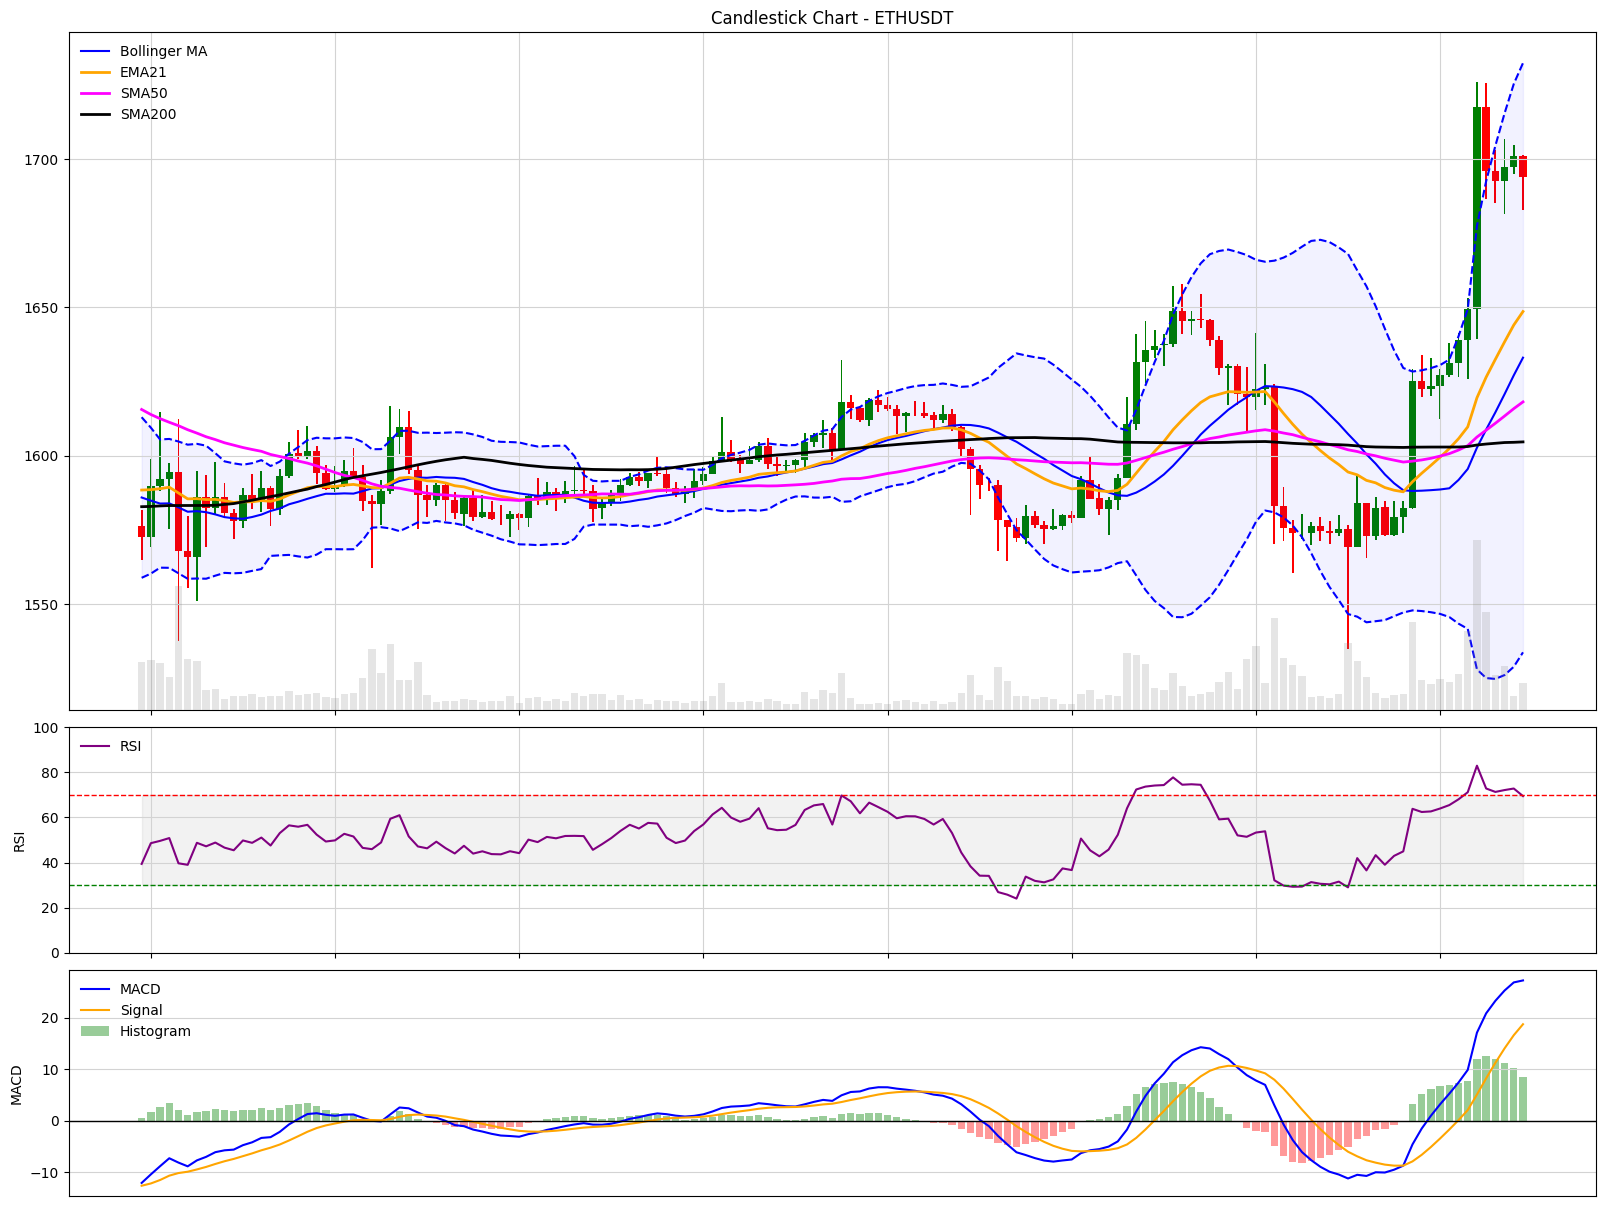 Candlestick Chart - ETHUSDT
Bollinger MA
EMA21
SMA50
SMA200
1700
1650
1600
1550
100
80
60
40
20
0
RSI
RSI
20
10
0
−10
MACD
MACD
Signal
Histogram